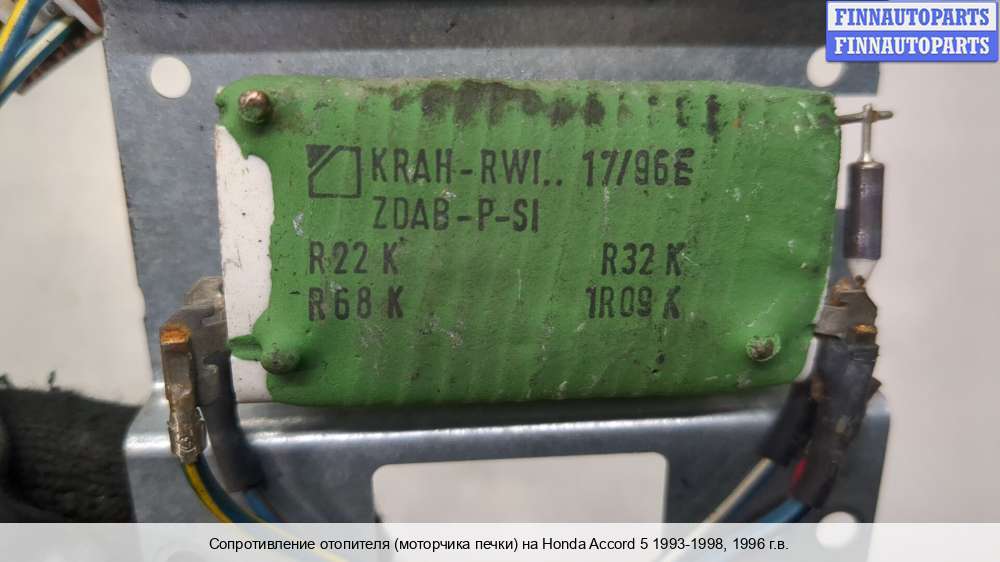 FINNAUTOPARTS
FINNAUTOPARTS
KRAH-RWI.. 17/96E
ZDAB-P-SI
R22 K R32 K
R68 K 1R09 K
Сопротивление отопителя (моторчика печки) на Honda Accord 5 1993-1998, 1996 г.в.